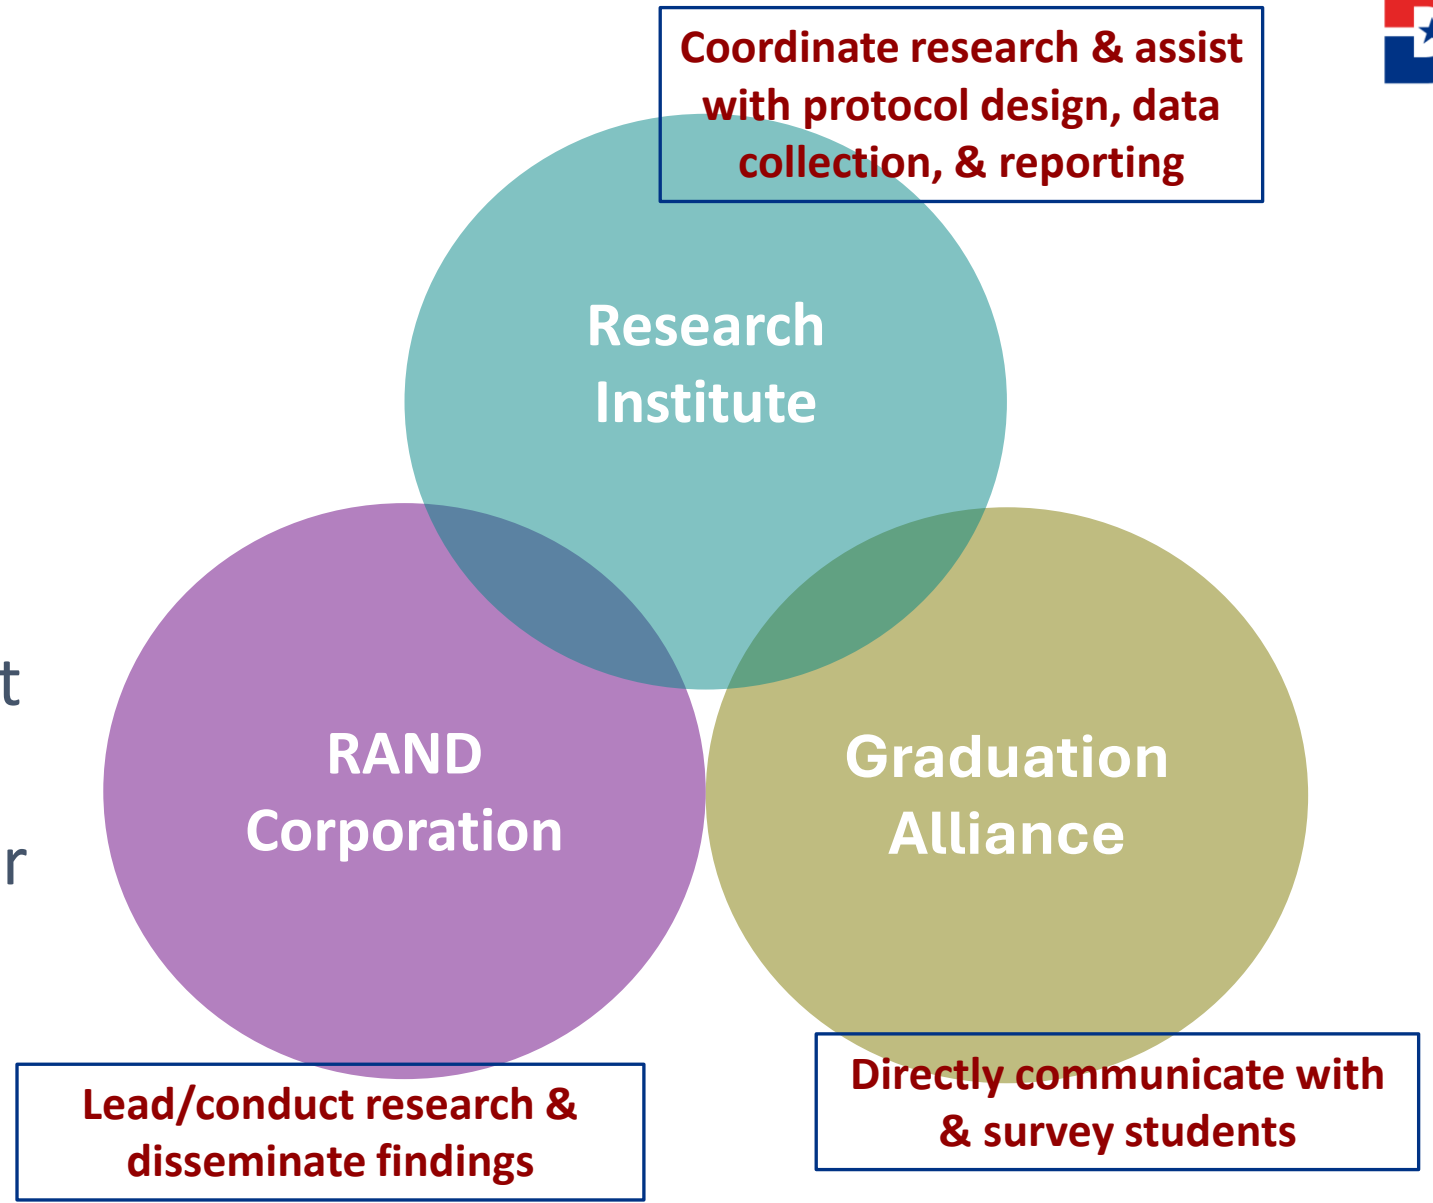 Coordinate research & assist
with protocol design, data
collection, & reporting
Research
Institute
RAND
Corporation
Graduation
Alliance
Lead/conduct research &
disseminate findings
Directly communicate with
& survey students